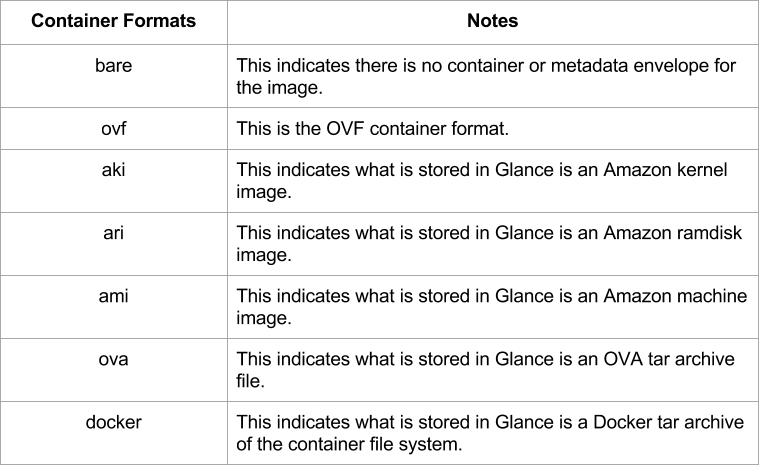 Container Formats Notes
bare This indicates there is no container or metadata envelope for
the image.
ovf This is the OVF container format.
aki This indicates what is stored in Glance is an Amazon kernel
image.
ari This indicates what is stored in Glance is an Amazon ramdisk
image.
ami This indicates what is stored in Glance is an Amazon machine
image.
ova This indicates what is stored in Glance is an OVA tar archive
file.
docker This indicates what is stored in Glance is a Docker tar archive
of the container file system.